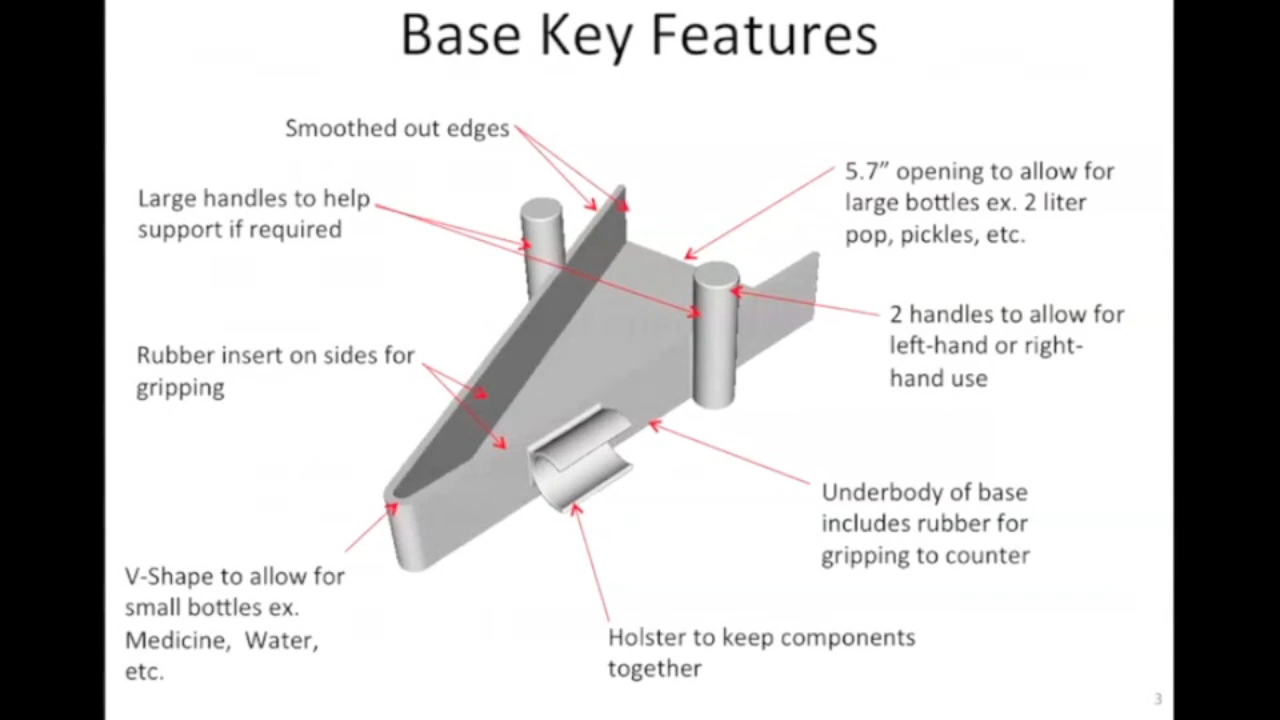 Base Key Features
Smoothed out edges
Large handles to help
support if required
5.7” opening to allow for
large bottles ex. 2 liter
pop, pickles, etc.
2 handles to allow for
left-hand or right-
hand use
Rubber insert on sides for
gripping
Underbody of base
includes rubber for
gripping to counter
V-Shape to allow for
small bottles ex.
Medicine, Water,
etc.
Holster to keep components
together
3